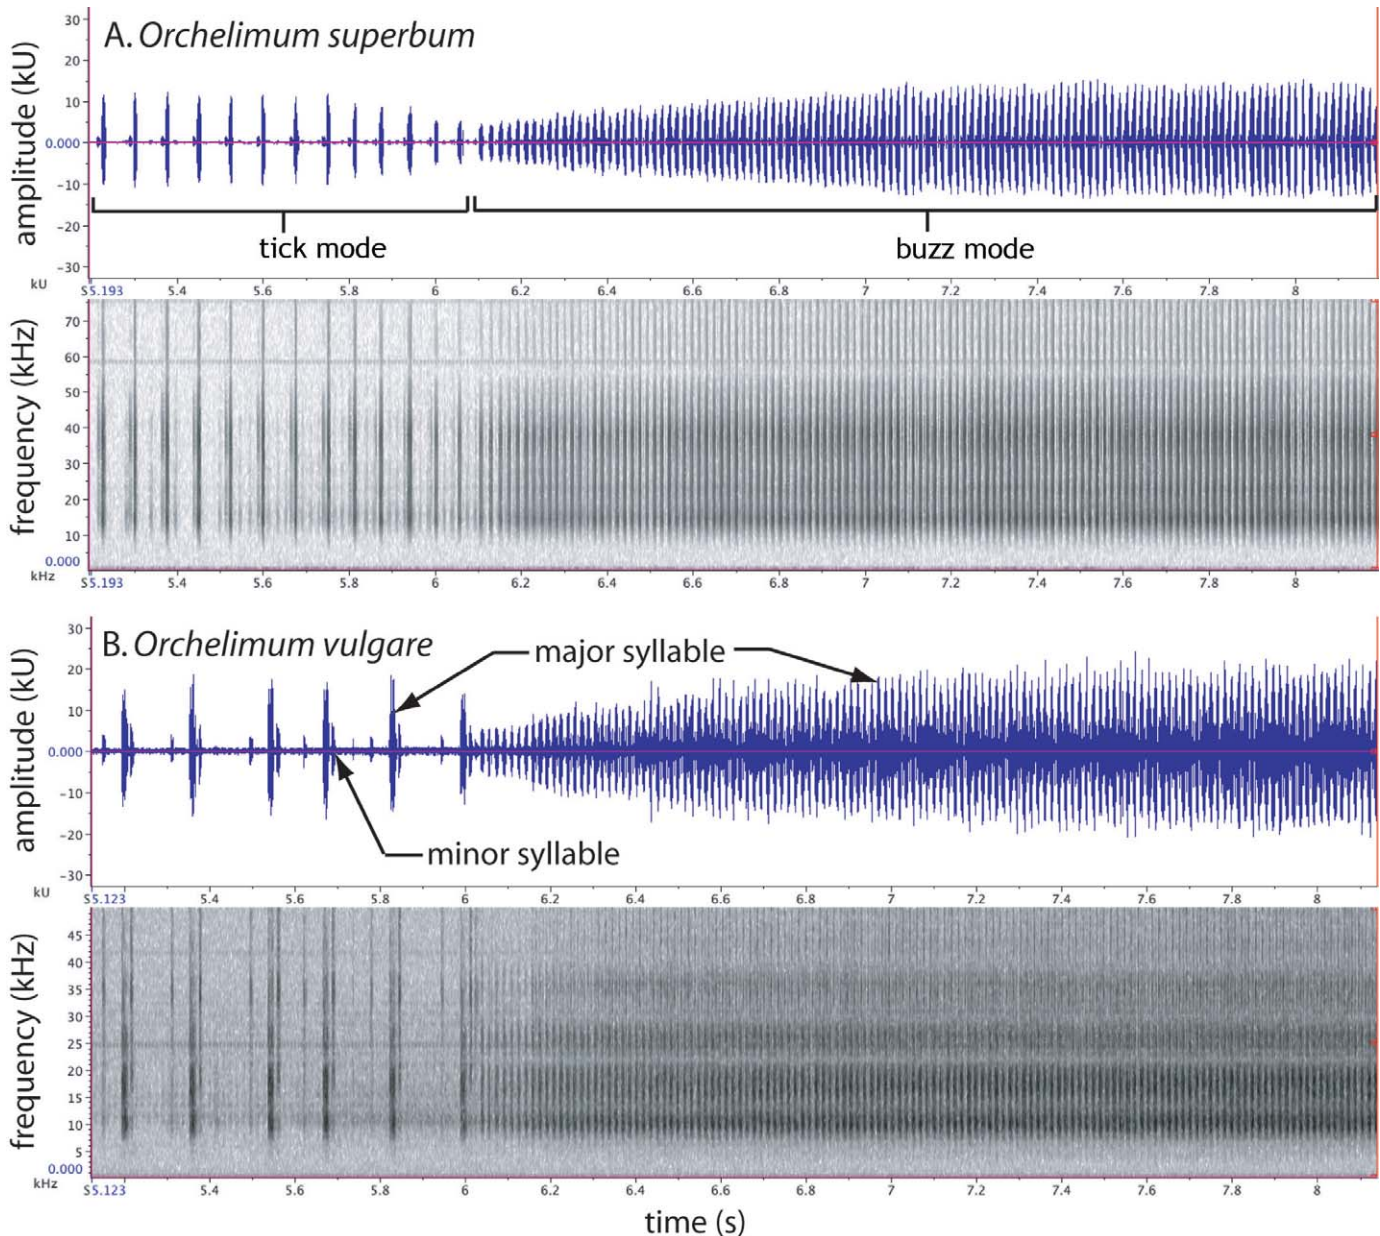 A. Orchelimum superbum
amplitude (kU)
30
20
10
0.000
-10
-20
-30
kU
tick mode
buzz mode
S5.193 5.4 5.6 5.8 6 6.2 6.4 6.6 6.8 7 7.2 7.4 7.6 7.8 8
frequency (kHz)
70
60
50
40
30
20
10
0.000
kHz
S5.193 5.4 5.6 5.8 6 6.2 6.4 6.6 6.8 7 7.2 7.4 7.6 7.8 8
B. Orchelimum vulgare
major syllable
minor syllable
amplitude (kU)
30
20
10
0.000
-10
-20
-30
kU
S5.123 5.4 5.6 5.8 6 6.2 6.4 6.6 6.8 7 7.2 7.4 7.6 7.8 8
frequency (kHz)
45
40
35
30
25
20
15
10
5
0.000
kHz
S5.123 5.4 5.6 5.8 6 6.2 6.4 6.6 6.8 7 7.2 7.4 7.6 7.8 8
time (s)